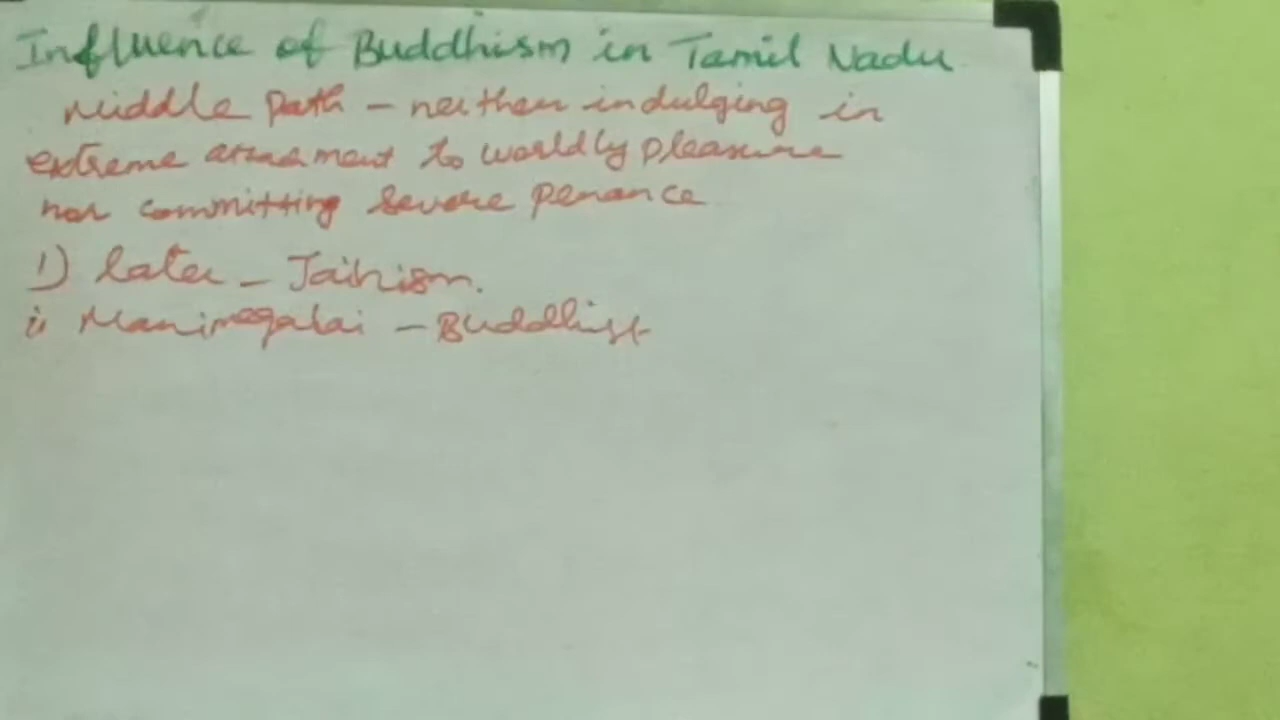 Influence of Buddhism in Tamil Nadu
Middle Path - neither indulging in
extreme to worldly pleasure
nor committing severe penance
1) later - Jainism.
ii Manimegalai - Buddhist